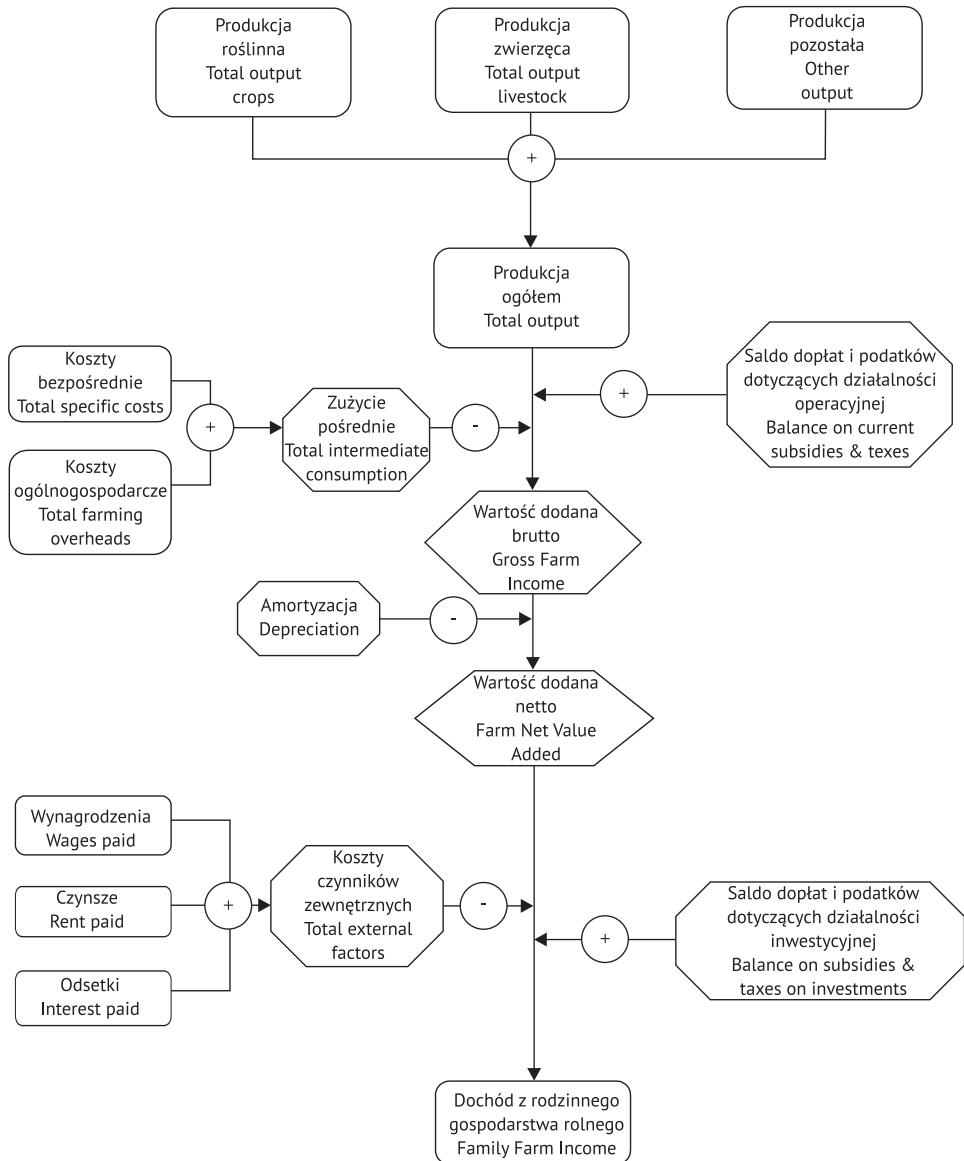 Produkcja
roślinna
Total output
crops
Produkcja
zwierzęca
Total output
livestock
Produkcja
pozostała
Other
output
+
Produkcja
ogółem
Total output
Koszty
bezpośrednie
Total specific costs
Koszty
ogólnogospodarcze
Total farming
overheads
+
Zużycie
pośrednie
Total intermediate
consumption
-
+
Saldo dopłat i podatków
dotyczących działalności
operacyjnej
Balance on current
subsidies & texes
Wartość dodana
brutto
Gross Farm
Income
Amortyzacja
Depreciation
-
Wartość dodana
netto
Farm Net Value
Added
Wynagrodzenia
Wages paid
Czynsze
Rent paid
Odsetki
Interest paid
+
Koszty
czynników
zewnętrznych
Total external
factors
-
+
Saldo dopłat i podatków
dotyczących działalności
inwestycyjnej
Balance on subsidies &
taxes on investments
Dochód z rodzinnego
gospodarstwa rolnego
Family Farm Income